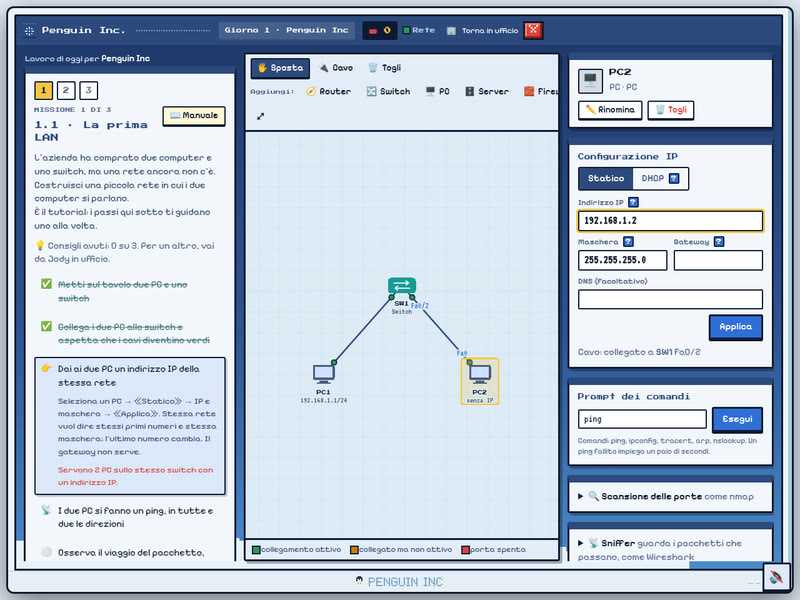 Penguin Inc.
Giorno 1 · Penguin Inc
0
Rete
Torna in ufficio
Lavoro di oggi per Penguin Inc
1 2 3
MISSIONE 1 DI 3
1.1 · La prima LAN
Manuale
L'azienda ha comprato due computer e
uno switch, ma una rete ancora non c'è.
Costruisci una piccola rete in cui i due
computer si parlano.
È il tutorial: i passi qui sotto ti guidano
uno alla volta.
Consigli avuti: 0 su 3. Per un altro, vai
da Jody in ufficio.
Metti sul tavolo due PC e uno
switch
Collega i due PC allo switch e
aspetta che i cavi diventino verdi
Dai ai due PC un indirizzo IP della
stessa rete
Seleziona un PC → «Statico» → IP e
maschera → «Applica». Stessa rete
vuol dire stessi primi numeri e stessa
maschera; l'ultimo numero cambia. Il
gateway non serve.
Servono 2 PC sullo stesso switch con
un indirizzo IP.
I due PC si fanno un ping, in tutte e
due le direzioni
Osserva il viaggio del pacchetto,
Sposta
Cavo
Togli
Aggiungi:
Router
Switch
PC
Server
Firew
SW1
Switch
Fa0/2
Fa0
PC1
192.168.1.1/24
PC2
senza IP
collegamento attivo
collegato ma non attivo
porta spenta
PC2
PC · PC
Rinomina
Togli
Configurazione IP
Statico
DHCP ?
Indirizzo IP ?
192.168.1.2
Maschera ?
Gateway ?
255.255.255.0
DNS (facoltativo)
Applica
Cavo: collegato a SW1 Fa0/2
Prompt dei comandi
ping
Esegui
Comandi: ping, ipconfig, tracert, arp, nslookup. Un
ping fallito impiega un paio di secondi.
Scansione delle porte come nmap
Sniffer guarda i pacchetti che
passano, come Wireshark
PENGUIN INC